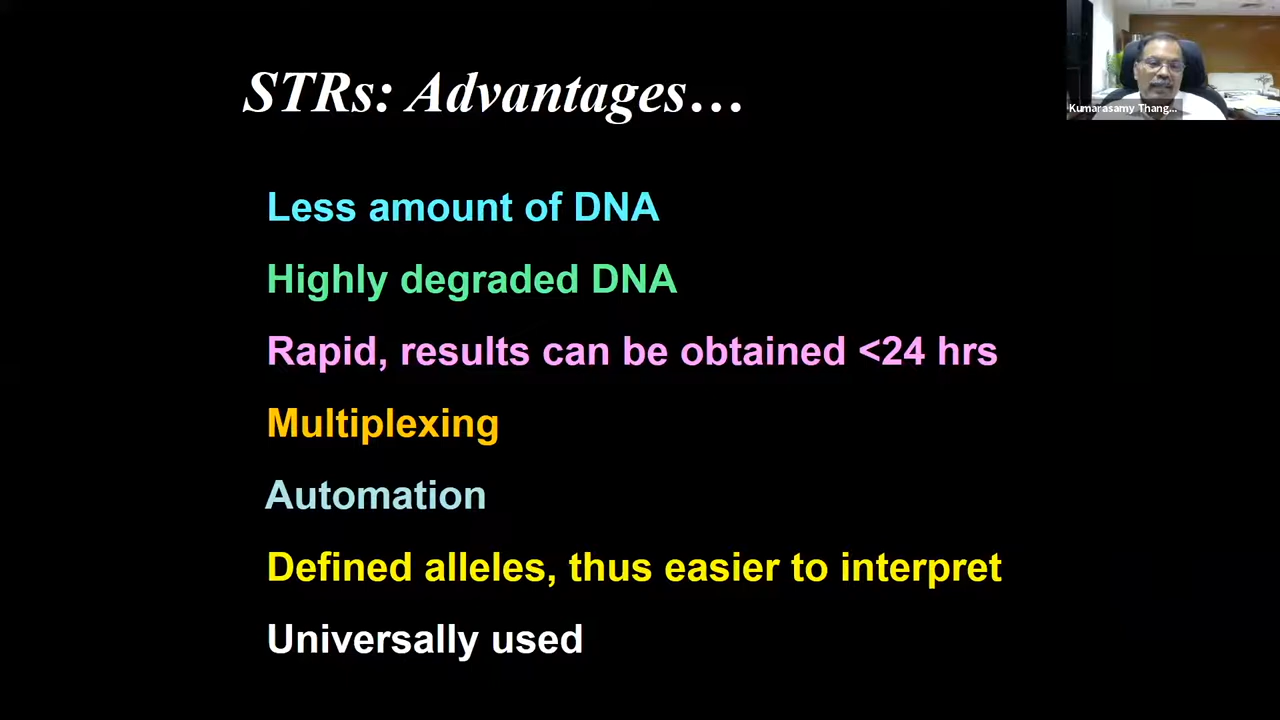 STRs: Advantages…
Kumarasamy Thang...
Less amount of DNA
Highly degraded DNA
Rapid, results can be obtained <24 hrs
Multiplexing
Automation
Defined alleles, thus easier to interpret
Universally used